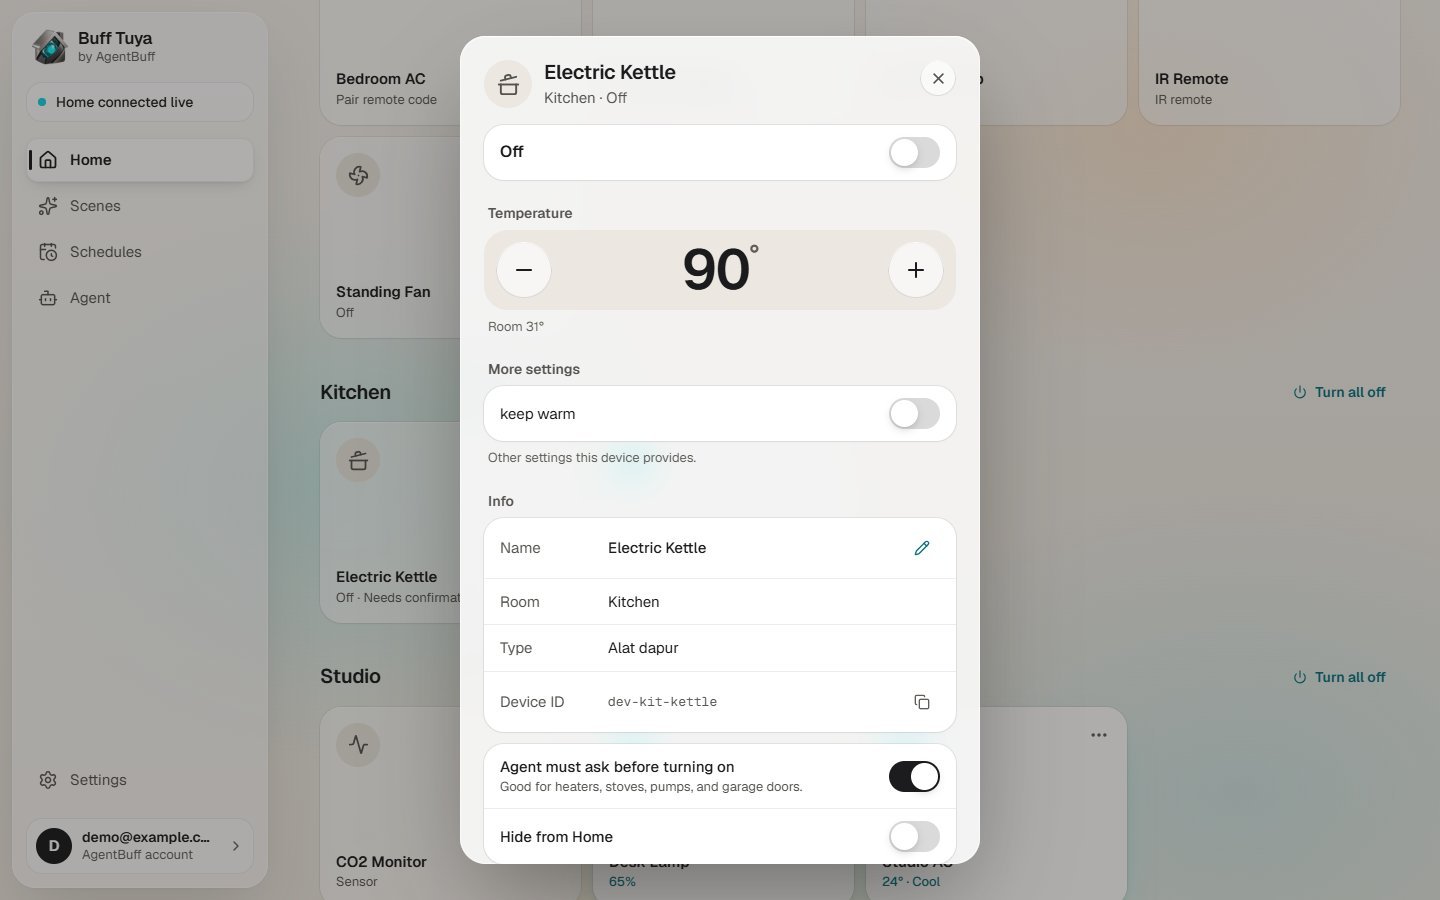 Buff Tuya
by AgentBuff
Home connected live
Home
Scenes
Schedules
Agent
Settings
D
demo@example.c...
AgentBuff account
Bedroom AC
Pair remote code
IR Remote
IR remote
Standing Fan
Off
Kitchen
Turn all off
Electric Kettle
Off · Needs
Studio
Turn all off
CO2 Monitor
Sensor
Desk Lamp
65%
Studio AC
24° · Cool
Electric Kettle
Kitchen · Off
Off
Temperature
90°
Room 31°
More settings
keep warm
Other settings this device provides.
Info
Name
Electric Kettle
Room
Kitchen
Type
Alat dapur
Device ID
dev-kit-kettle
Agent must ask before turning on
Good for heaters, stoves, pumps, and garage doors.
Hide from Home